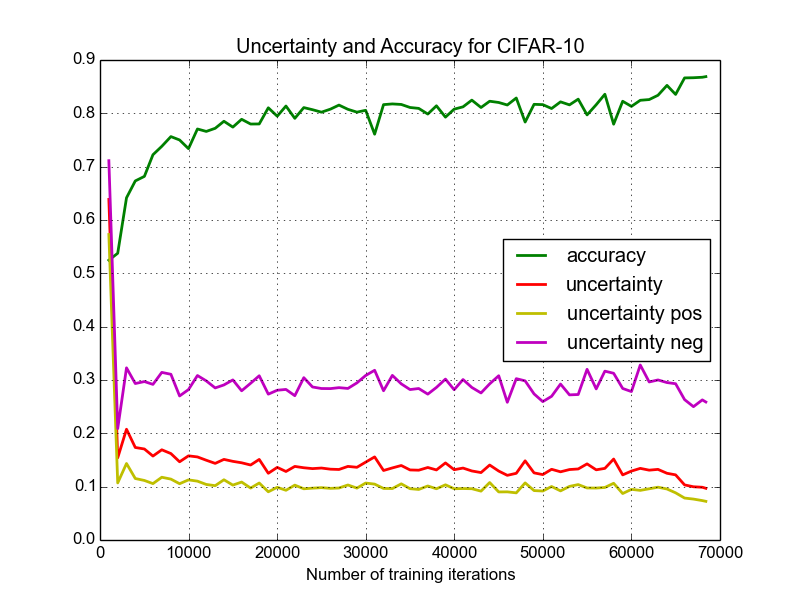 Uncertainty and Accuracy for CIFAR-10
0.9
0.8
0.7
0.6
0.5
0.4
0.3
0.2
0.1
0.0
accuracy
uncertainty
uncertainty pos
uncertainty neg
0 10000 20000 30000 40000 50000 60000 70000
Number of training iterations